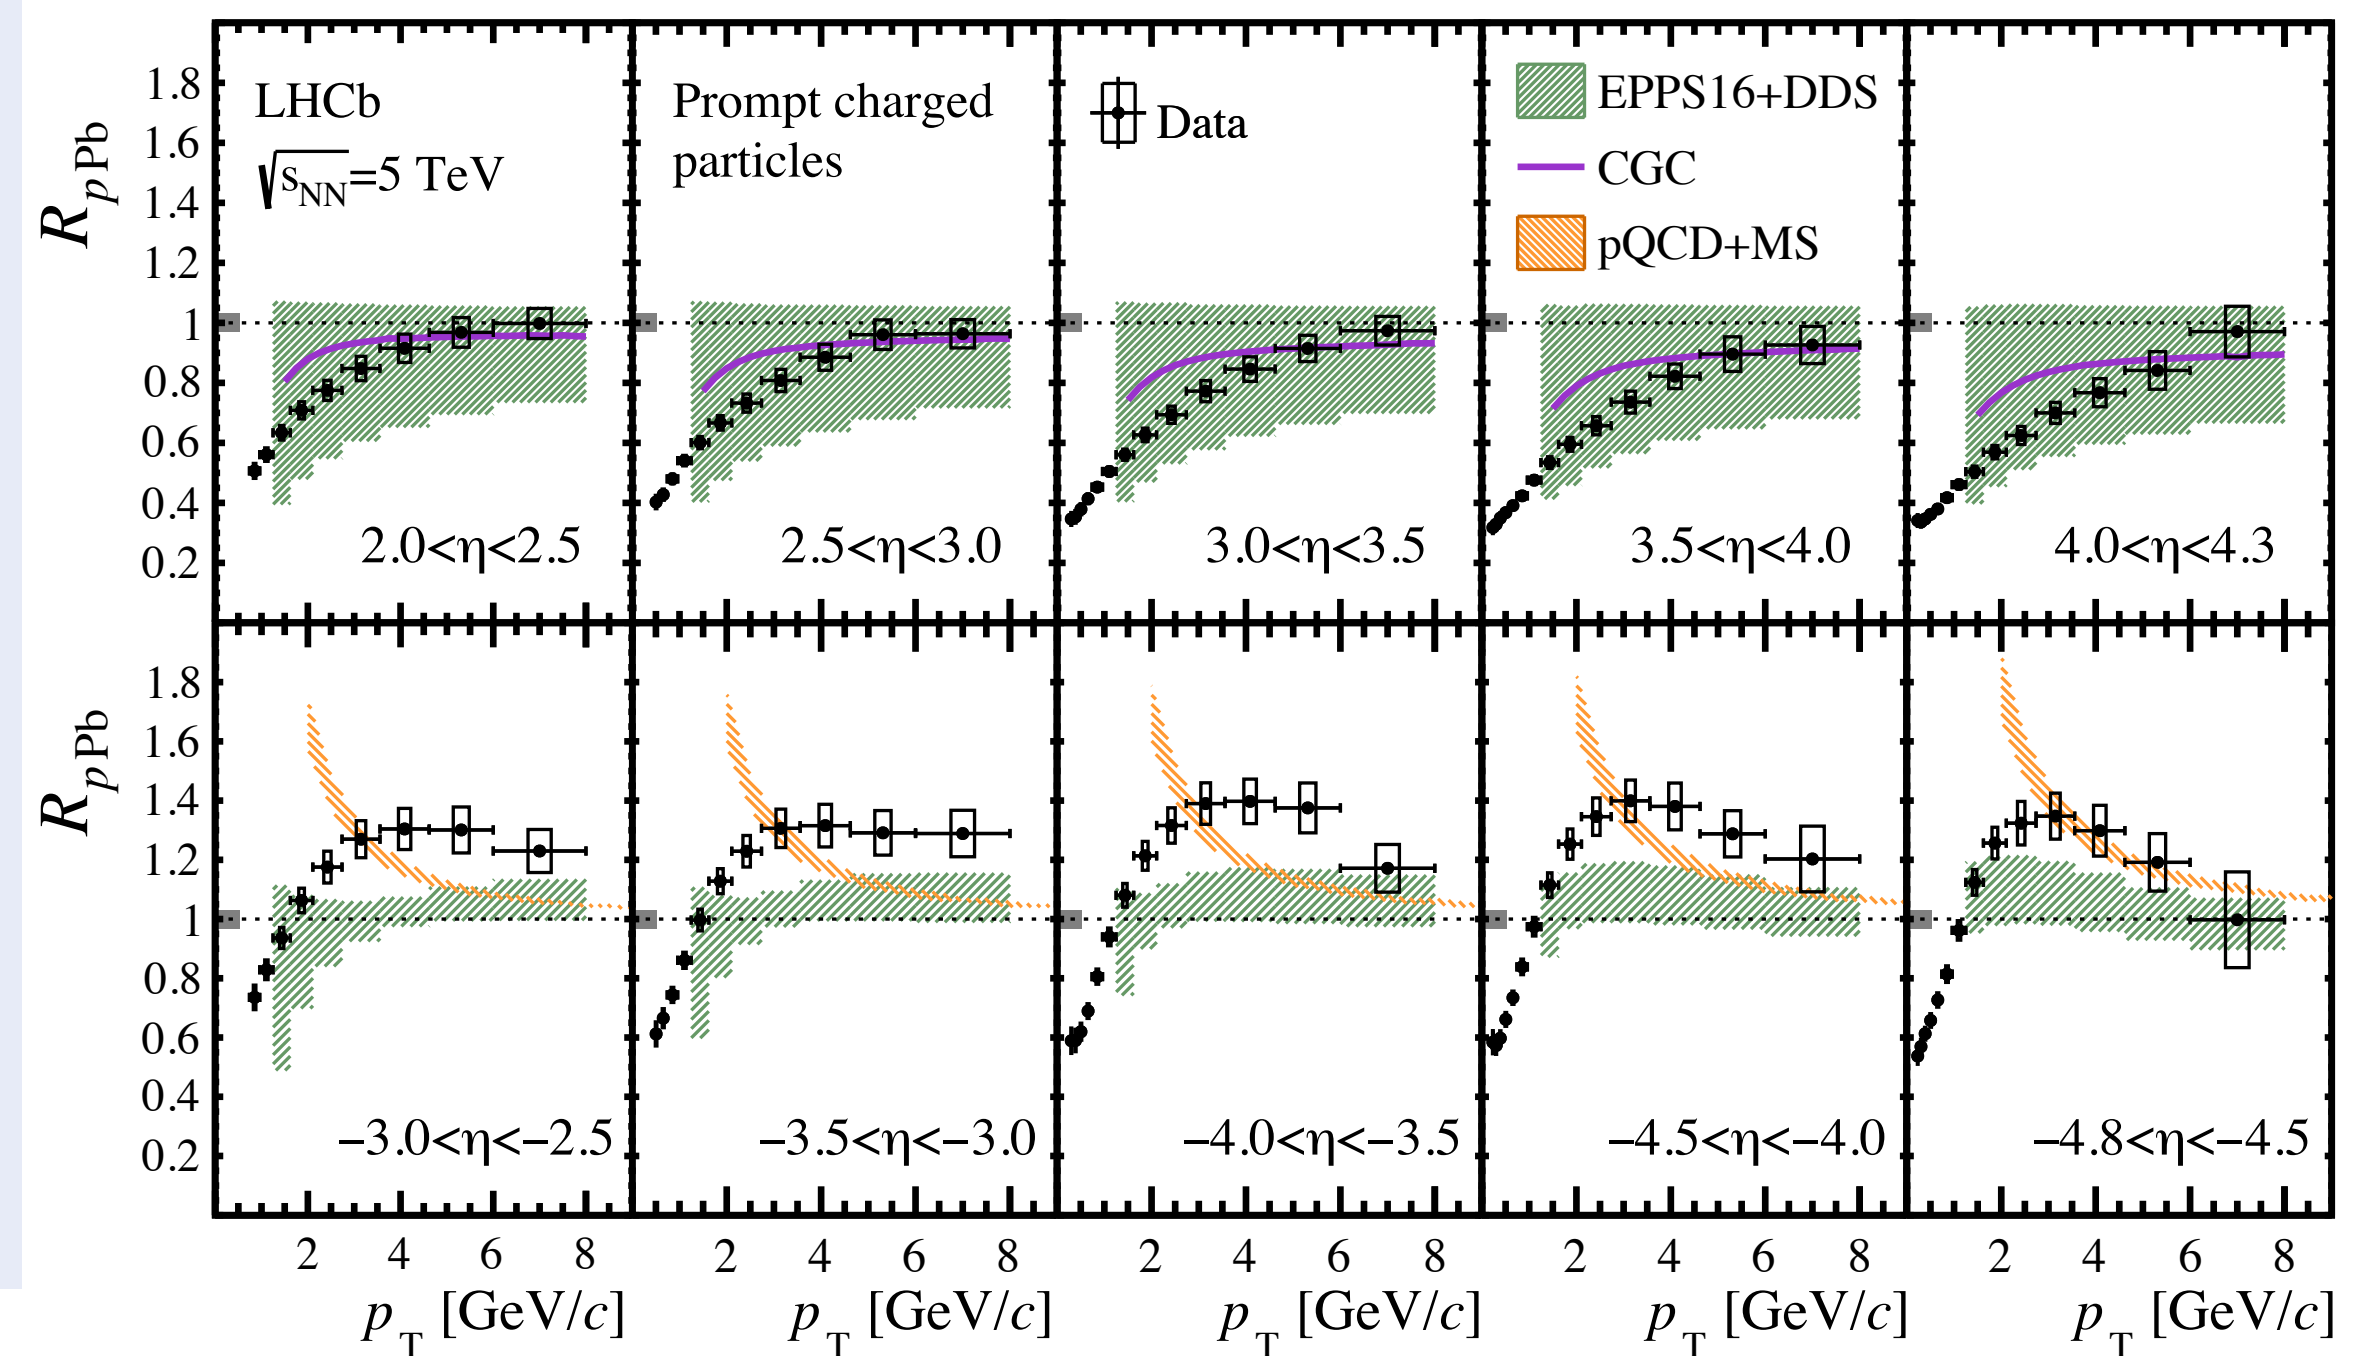 LHCb
√sNN=5 TeV
Prompt charged
particles
Data
EPPS16+DDS
CGC
pQCD+MS
RpPb
1.8
1.6
1.4
1.2
1
0.8
0.6
0.4
0.2
2.0<η<2.5
2.5<η<3.0
3.0<η<3.5
3.5<η<4.0
4.0<η<4.3
RpPb
1.8
1.6
1.4
1.2
1
0.8
0.6
0.4
0.2
−3.0<η<−2.5
−3.5<η<−3.0
−4.0<η<−3.5
−4.5<η<−4.0
−4.8<η<−4.5
2 4 6 8
2 4 6 8
2 4 6 8
2 4 6 8
2 4 6 8
pT [GeV/c]
pT [GeV/c]
pT [GeV/c]
pT [GeV/c]
pT [GeV/c]